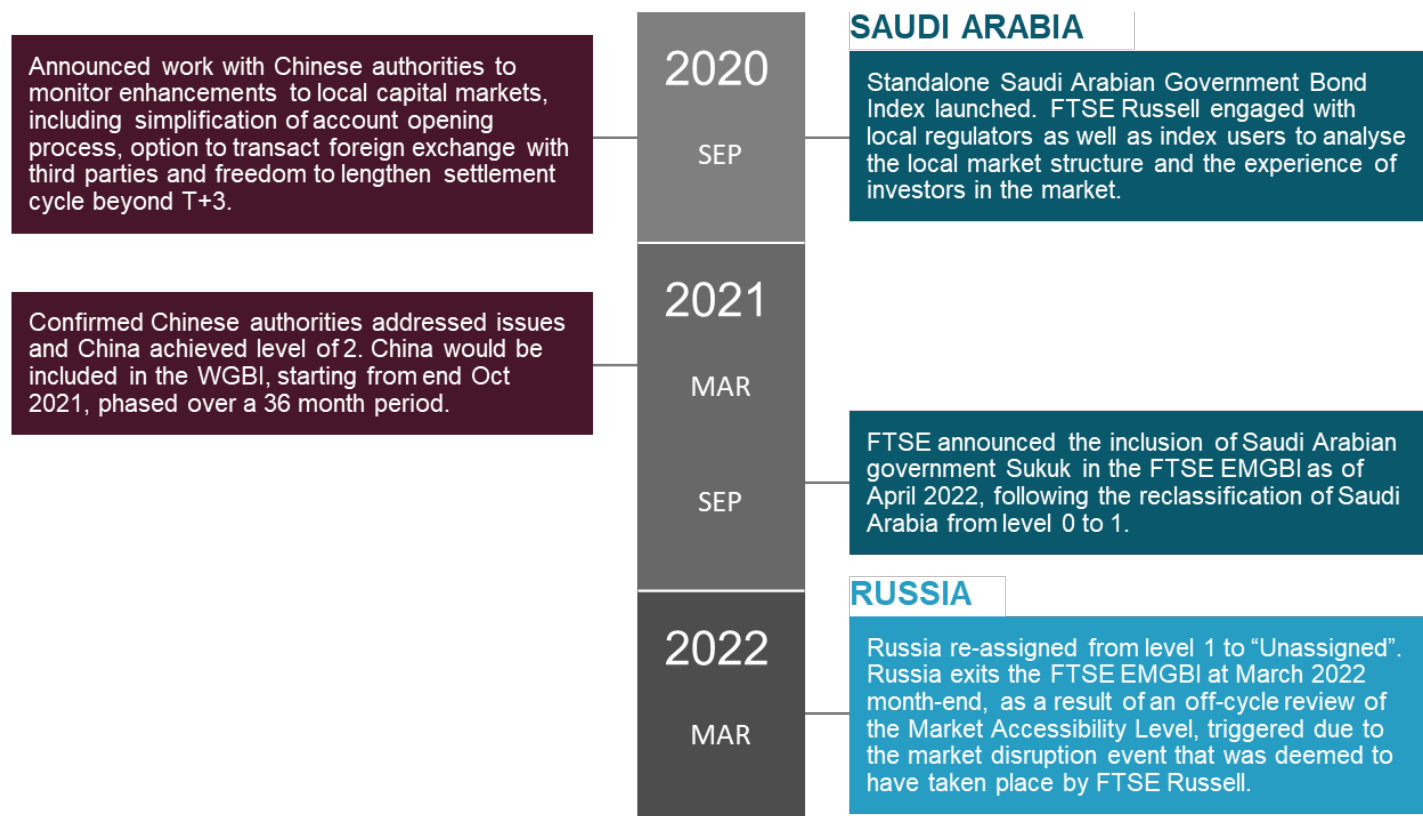 2020
SEP
Announced work with Chinese authorities to
monitor enhancements to local capital markets,
including simplification of account opening
process, option to transact foreign exchange with
third parties and freedom to lengthen settlement
cycle beyond T+3.
SAUDI ARABIA
Standalone Saudi Arabian Government Bond
Index launched. FTSE Russell engaged with
local regulators as well as index users to analyse
the local market structure and the experience of
investors in the market.
2021
MAR
Confirmed Chinese authorities addressed issues
and China achieved level of 2. China would be
included in the WGBI, starting from end Oct
2021, phased over a 36 month period.
SEP
FTSE announced the inclusion of Saudi Arabian
government Sukuk in the FTSE EMGBI as of
April 2022, following the reclassification of Saudi
Arabia from level 0 to 1.
2022
MAR
RUSSIA
Russia re-assigned from level 1 to “Unassigned”.
Russia exits the FTSE EMGBI at March 2022
month-end, as a result of an off-cycle review of
the Market Accessibility Level, triggered due to
the market disruption event that was deemed to
have taken place by FTSE Russell.